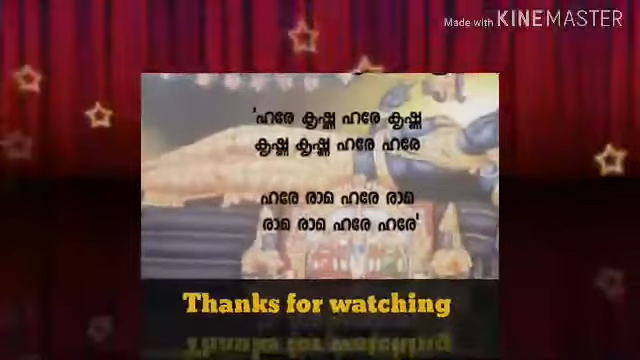 Made with KINEMASTER
'ഹരേ കൃഷ്ണ ഹരേ കൃഷ്ണ
കൃഷ്ണ കൃഷ്ണ ഹരേ ഹരേ
ഹരേ രാമ ഹരേ രാമ
രാമ രാമ ഹരേ ഹരേ'
Thanks for watching